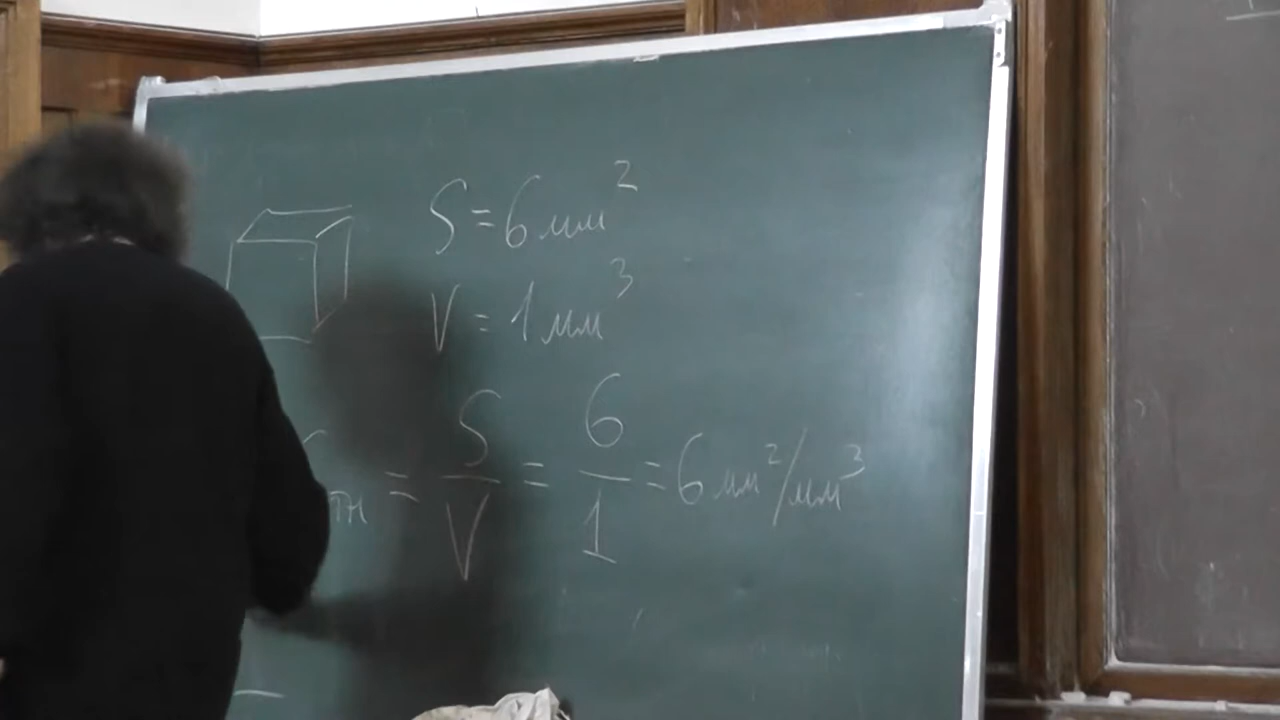 S = 6 мм²
V = 1 мм³
S/V = 6/1 = 6 мм²/мм³